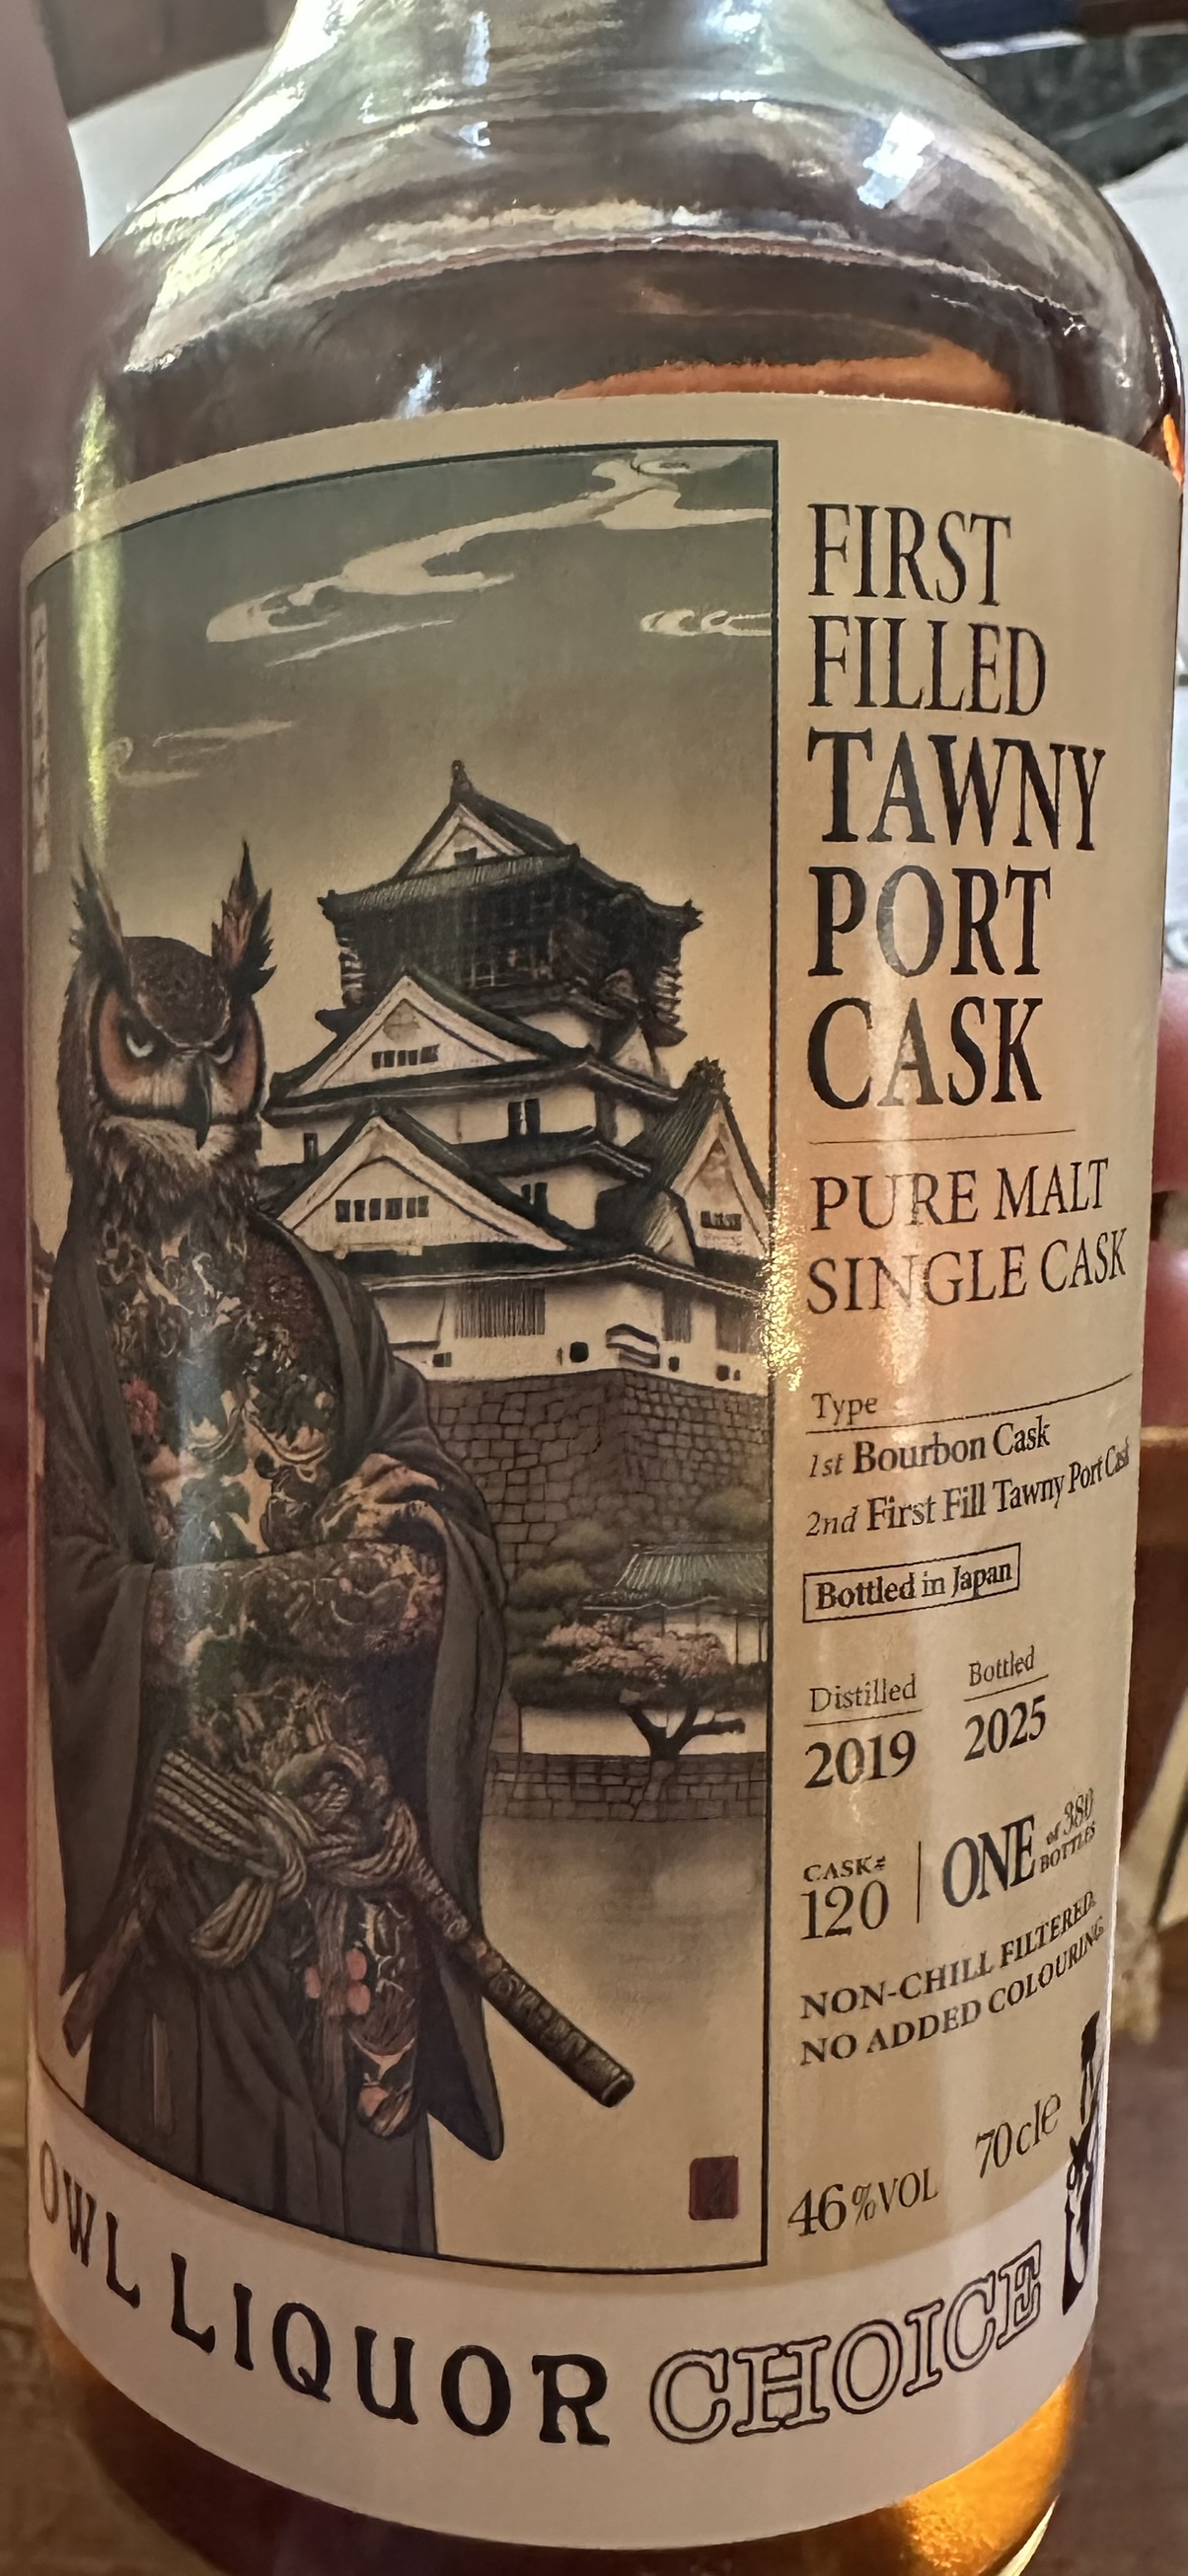 FIRST
FILLED
TAWNY
PORT
CASK
PURE MALT
SINGLE CASK
Type
1st Bourbon Cask
2nd First Fill Tawny Port Cask
Bottled in Japan
Distilled
2019
Bottled
2025
CASK#
120
ONE of 380 BOTTLES
NON-CHILL FILTERED.
NO ADDED COLOURING
46%VOL
70cle
OWL LIQUOR CHOICE